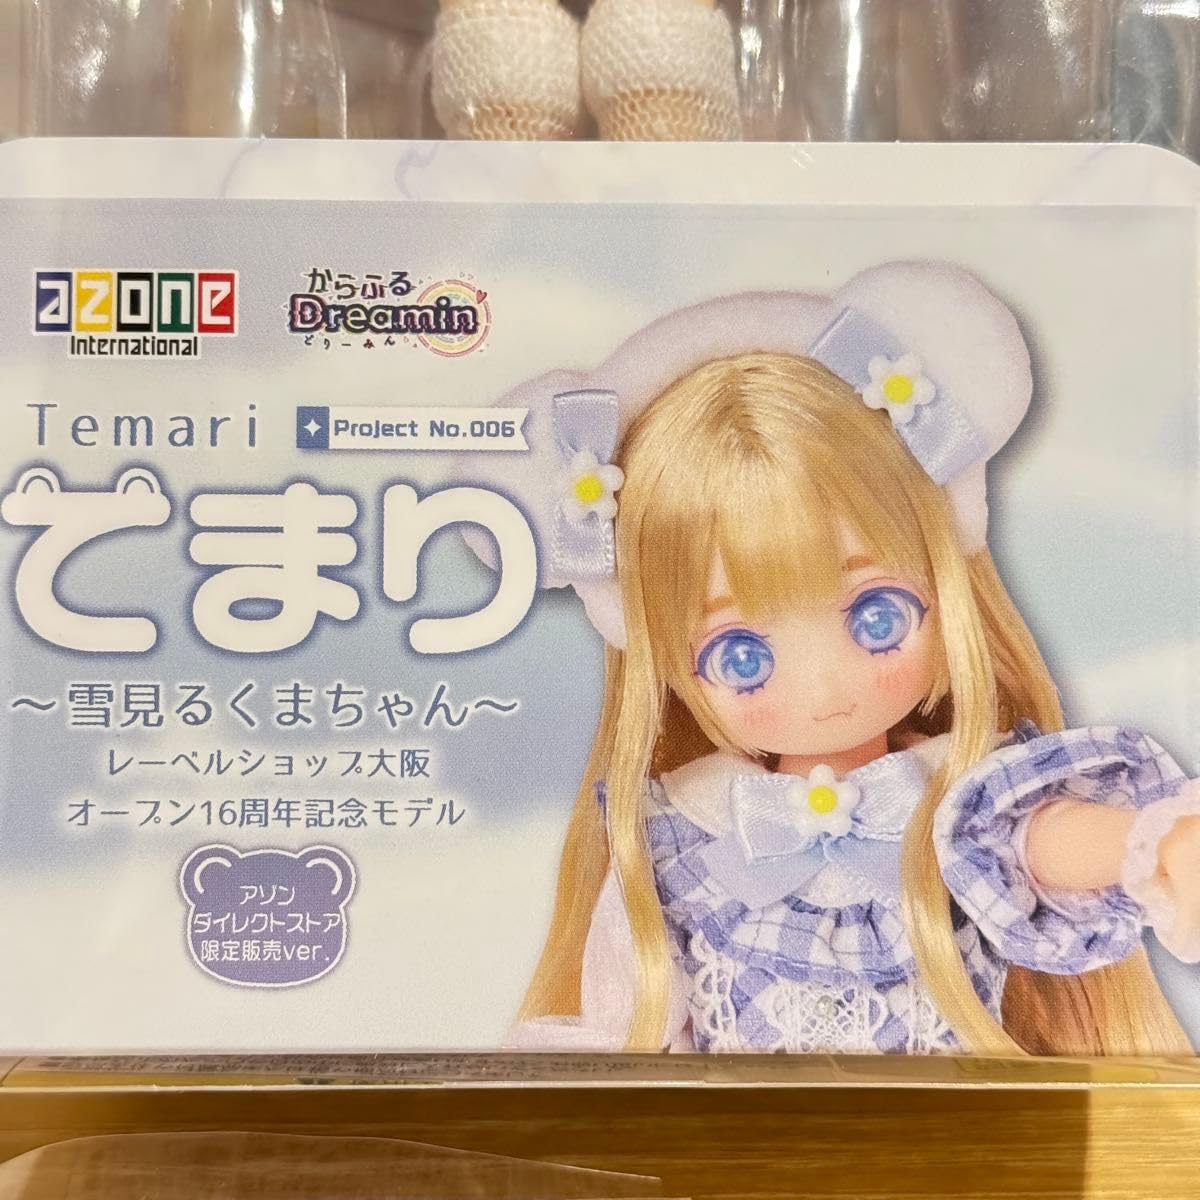 azone
International
からふる
Dreamin
どりーみん
Temari
Project No.006
てまり
～雪見るくまちゃん～
レーベルショップ大阪
オープン16周年記念モデル
アゾン
ダイレクトストア
限定販売ver.